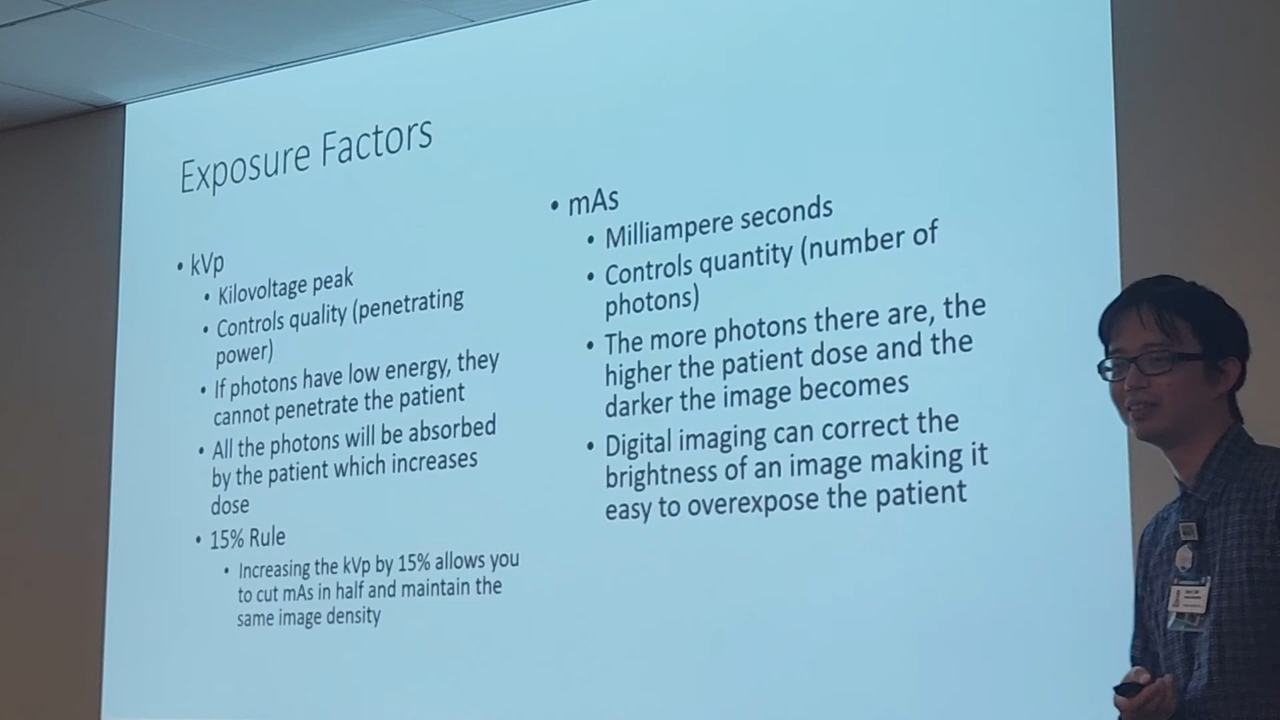 Exposure Factors
• kVp
• Kilovoltage peak
• Controls quality (penetrating
power)
• If photons have low energy, they
cannot penetrate the patient
• All the photons will be absorbed
by the patient which increases
dose
• 15% Rule
• Increasing the kVp by 15% allows you
to cut mAs in half and maintain the
same image density
• mAs
• Milliampere seconds
• Controls quantity (number of
photons)
• The more photons there are, the
higher the patient dose and the
darker the image becomes
• Digital imaging can correct the
brightness of an image making it
easy to overexpose the patient